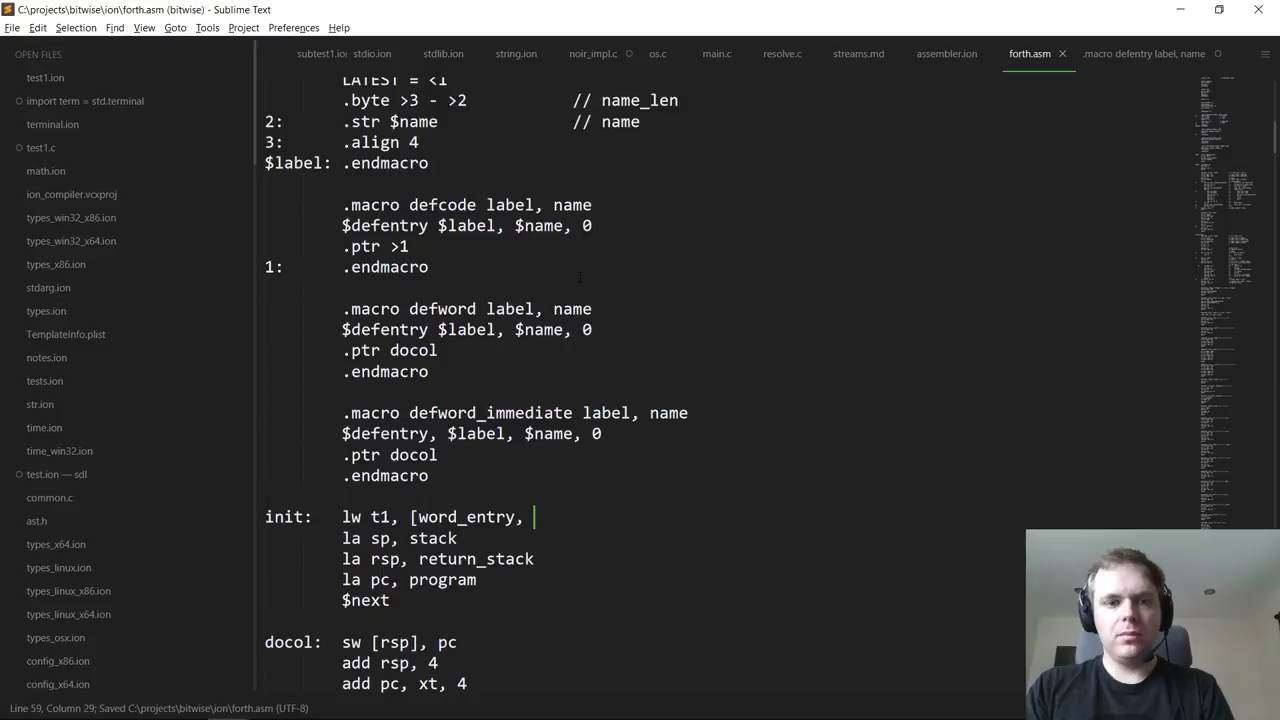 C:\projects\bitwise\ion\forth.asm (bitwise) - Sublime Text
File Edit Selection Find View Goto Tools Project Preferences Help
OPEN FILES
subtest1.ion stdio.ion stdlib.ion string.ion noir_impl.c os.c main.c resolve.c streams.md assembler.ion forth.asm .macro defentry label, name
test1.ion
import term = std.terminal
terminal.ion
test1.c
math.ion
ion_compiler.vcxproj
types_win32_x86.ion
types_win32_x64.ion
types_x86.ion
stdarg.ion
types.ion
TemplateInfo.plist
notes.ion
tests.ion
str.ion
time.ion
time_win32.ion
test.ion — sdl
common.c
ast.h
types_x64.ion
types_linux.ion
types_linux_x86.ion
types_linux_x64.ion
types_osx.ion
config_x86.ion
config_x64.ion
LATEST = <1
.byte >3 - >2 // name_len
2: .str $name // name
3: .align 4
$label: .endmacro
.macro defcode label, name
$defentry $label, $name, 0
.ptr >1
1: .endmacro
.macro defword label, name
$defentry $label, $name, 0
.ptr docol
.endmacro
.macro defword_immediate label, name
$defentry, $label, $name, 0
.ptr docol
.endmacro
init: lw t1, [word_entry,
la sp, stack
la rsp, return_stack
la pc, program
$next
docol: sw [rsp], pc
add rsp, 4
add pc, xt, 4
Line 59, Column 29; Saved C:\projects\bitwise\ion\forth.asm (UTF-8)